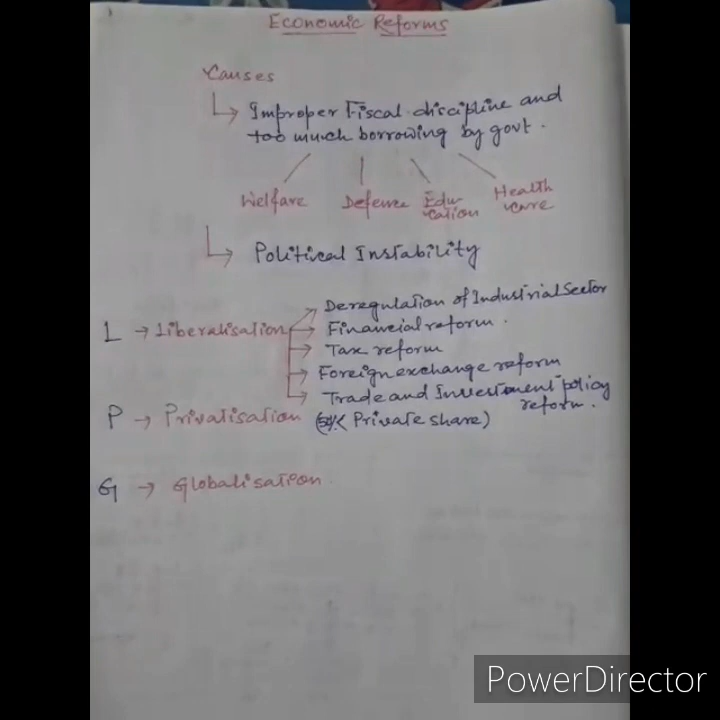 Economic Reforms
Causes
Improper Fiscal discipline and
too much borrowing by govt.
Welfare Defence Edu- Health
cation care
Political Instability
Deregulation of Industrial Sector
L → Liberalisation Financial reform.
Tax reform
Foreign exchange reform
Trade and Investment policy
reform.
P → Privatisation (50%< Private share)
G → Globalisation
PowerDirector